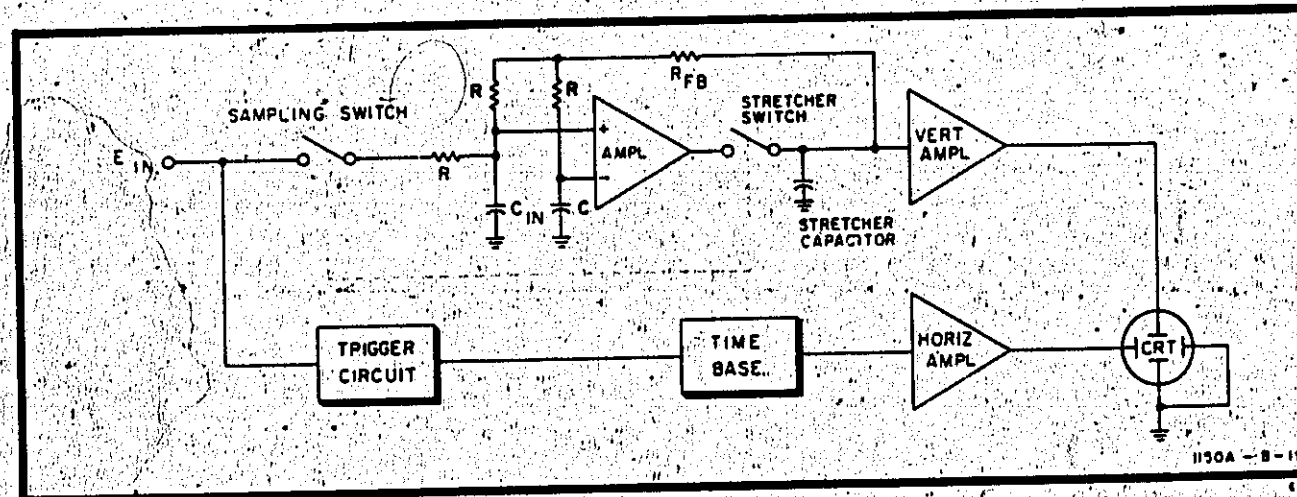 SAMPLING SWITCH
E IN
R
R
R
R FB
+
AMPL
−
C IN
C
STRETCHER
SWITCH
STRETCHER
CAPACITOR
VERT
AMPL
TRIGGER
CIRCUIT
TIME
BASE
HORIZ
AMPL
CRT